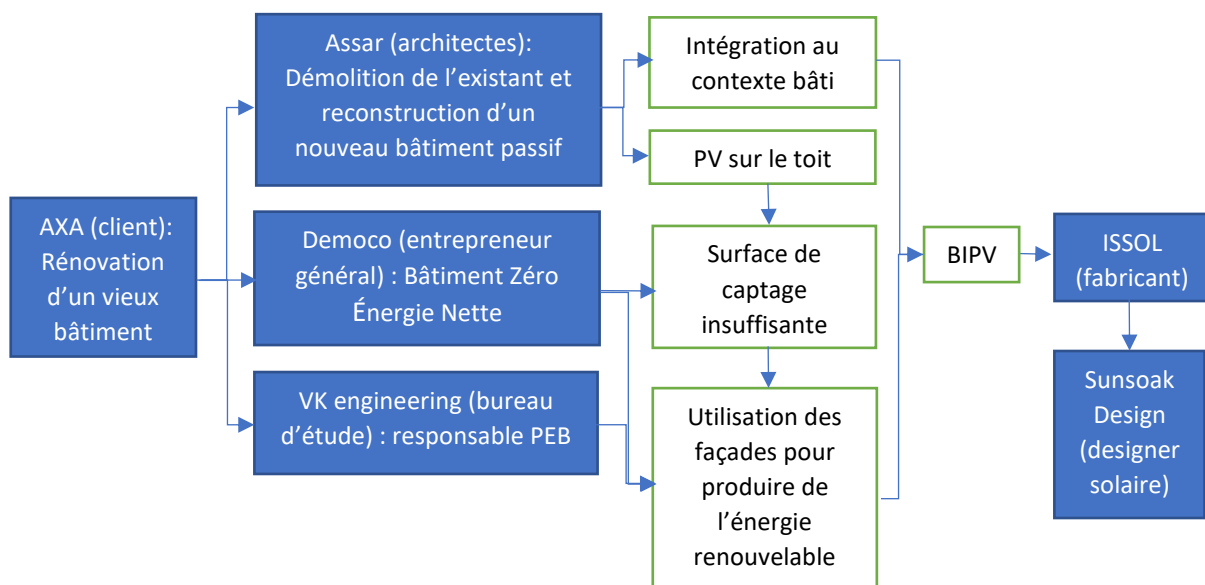 AXA (client):
Rénovation
d’un vieux
bâtiment
Assar (architectes):
Démolition de l’existant et
reconstruction d’un
nouveau bâtiment passif
Democo (entrepreneur
général) : Bâtiment Zéro
Énergie Nette
VK engineering (bureau
d’étude) : responsable PEB
Intégration au
contexte bâti
PV sur le toit
Surface de
captage
insuffisante
Utilisation des
façades pour
produire de
l’énergie
renouvelable
BIPV
ISSOL
(fabricant)
Sunsoak
Design
(designer
solaire)